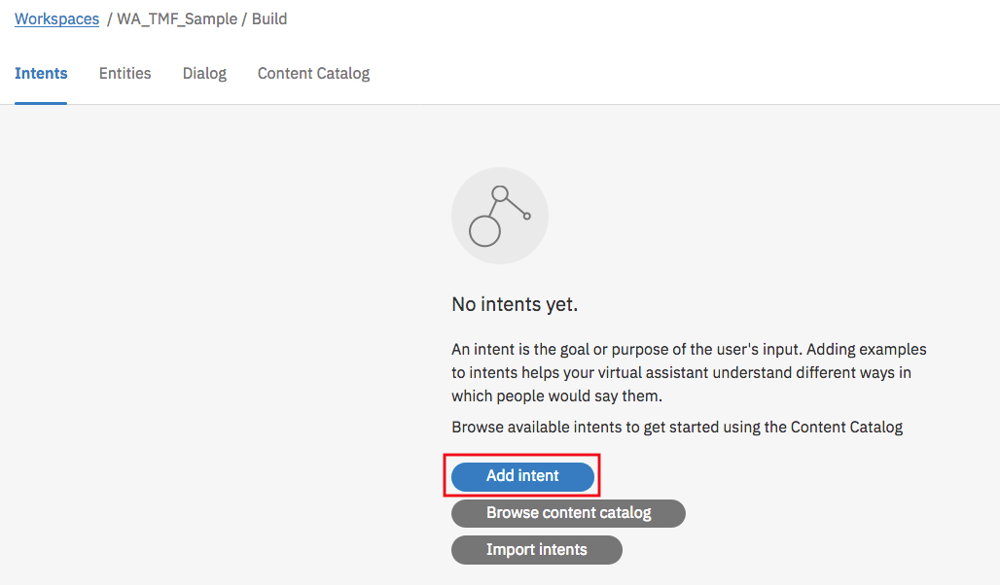 Workspaces / WA_TMF_Sample / Build
Intents Entities Dialog Content Catalog
No intents yet.
An intent is the goal or purpose of the user's input. Adding examples
to intents helps your virtual assistant understand different ways in
which people would say them.
Browse available intents to get started using the Content Catalog
Add intent
Browse content catalog
Import intents